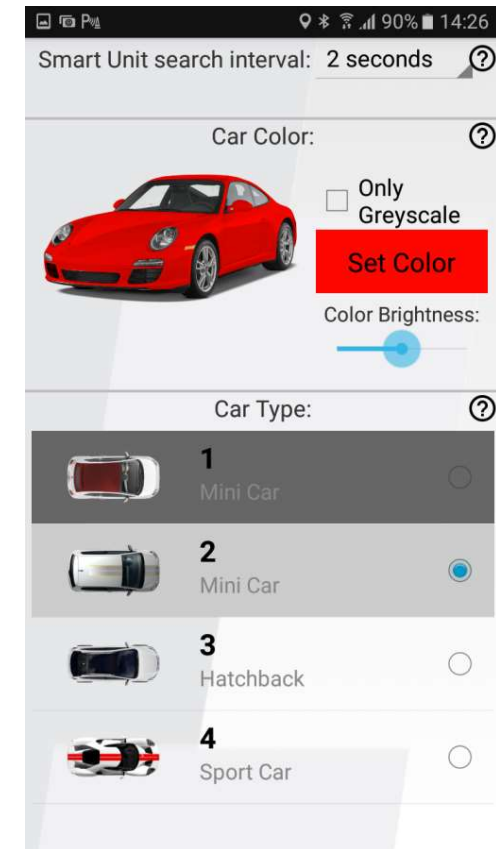 90% 14:26
Smart Unit search interval: 2 seconds ?
Car Color: ?
Only
Greyscale
Set Color
Color Brightness:
Car Type: ?
1
Mini Car
2
Mini Car
3
Hatchback
4
Sport Car